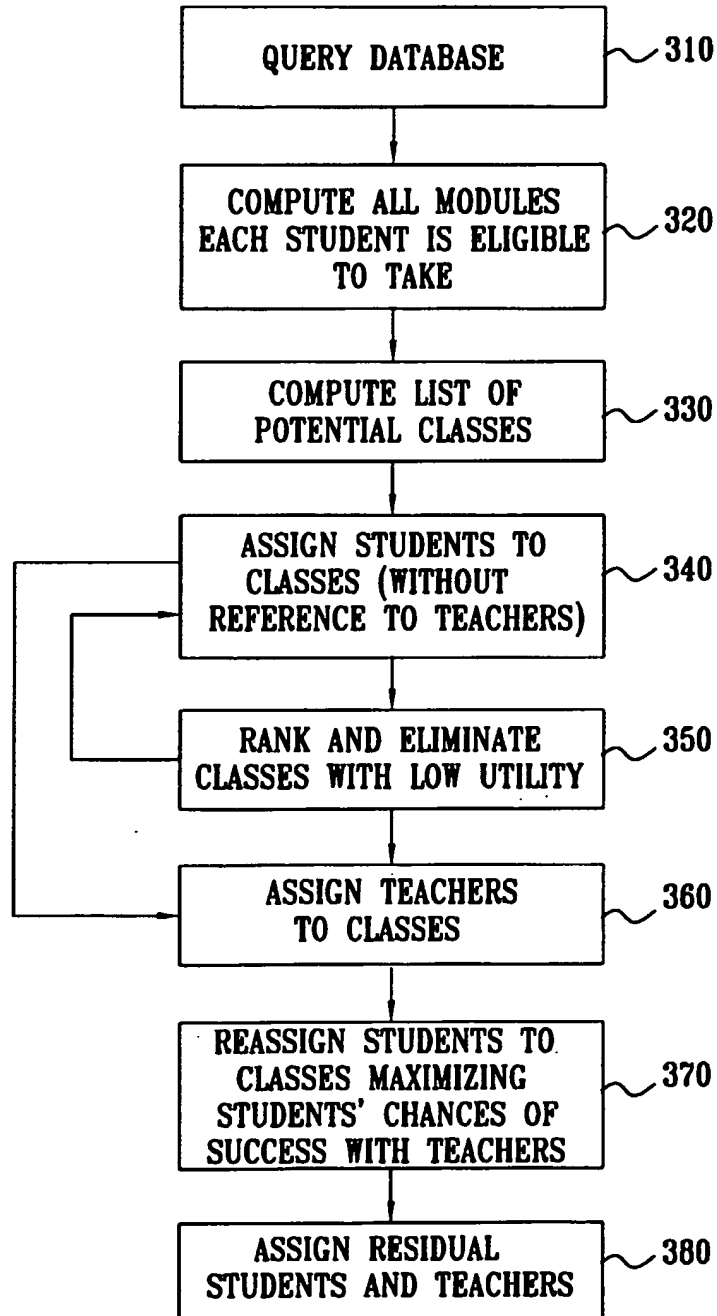 QUERY DATABASE
310
COMPUTE ALL MODULES
EACH STUDENT IS ELIGIBLE
TO TAKE
320
COMPUTE LIST OF
POTENTIAL CLASSES
330
ASSIGN STUDENTS TO
CLASSES (WITHOUT
REFERENCE TO TEACHERS)
340
RANK AND ELIMINATE
CLASSES WITH LOW UTILITY
350
ASSIGN TEACHERS
TO CLASSES
360
REASSIGN STUDENTS TO
CLASSES MAXIMIZING
STUDENTS' CHANCES OF
SUCCESS WITH TEACHERS
370
ASSIGN RESIDUAL
STUDENTS AND TEACHERS
380